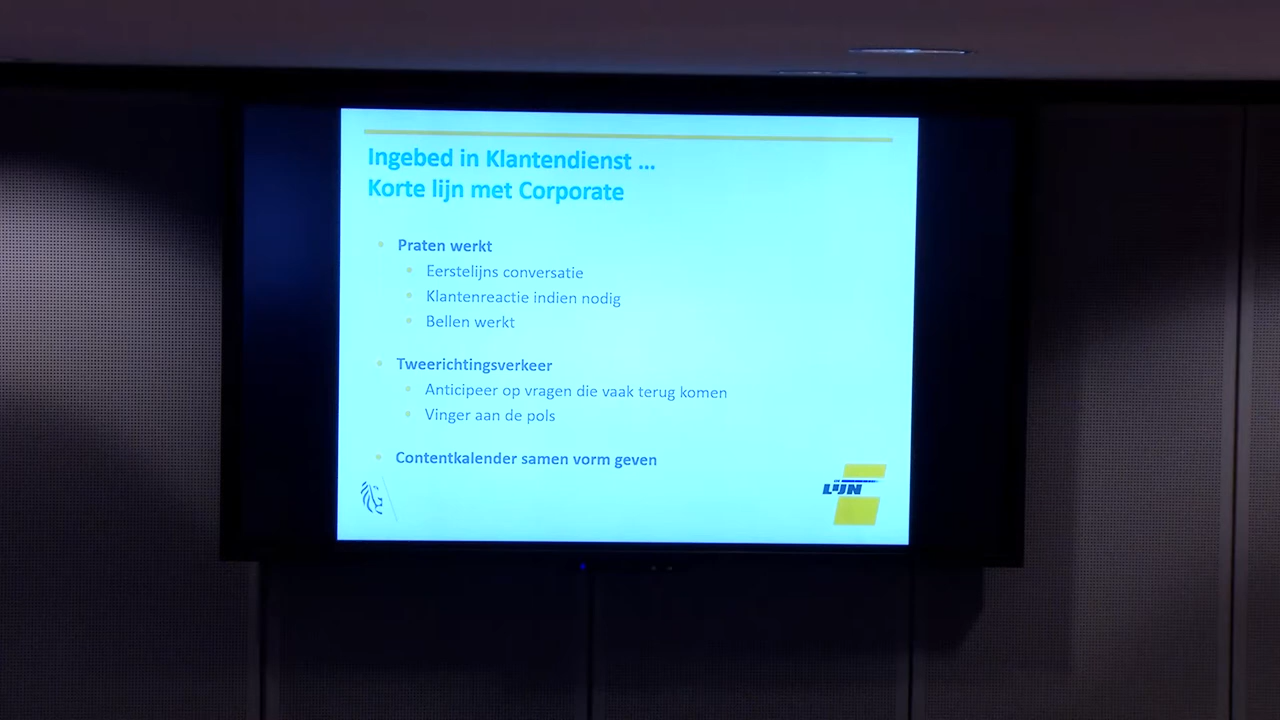 Ingebed in Klantendienst ...
Korte lijn met Corporate
Praten werkt
Eerstelijns conversatie
Klantenreactie indien nodig
Bellen werkt
Tweerichtingsverkeer
Anticipeer op vragen die vaak terug komen
Vinger aan de pols
Contentkalender samen vorm geven
DE
LIJN